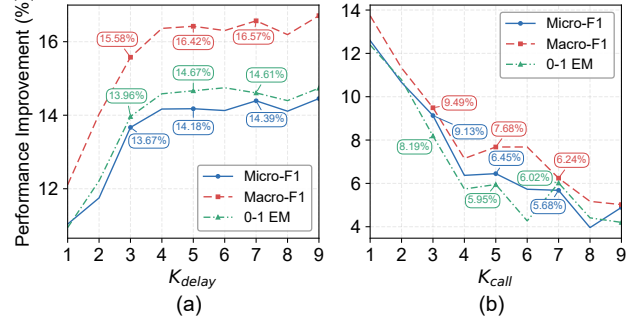 Performance Improvement (%)
16
14
12
15.58%
16.42%
16.57%
13.96%
14.67%
14.61%
13.67%
14.18%
14.39%
Micro-F1
Macro-F1
0-1 EM
1 2 3 4 5 6 7 8 9
K_delay
(a)
14
12
10
8
6
4
Micro-F1
Macro-F1
0-1 EM
9.49%
9.13%
8.19%
7.68%
6.45%
5.95%
6.24%
6.02%
5.68%
1 2 3 4 5 6 7 8 9
K_call
(b)